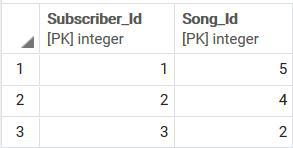 Subscriber_Id Song_Id
[PK] integer [PK] integer
1 1 5
2 2 4
3 3 2